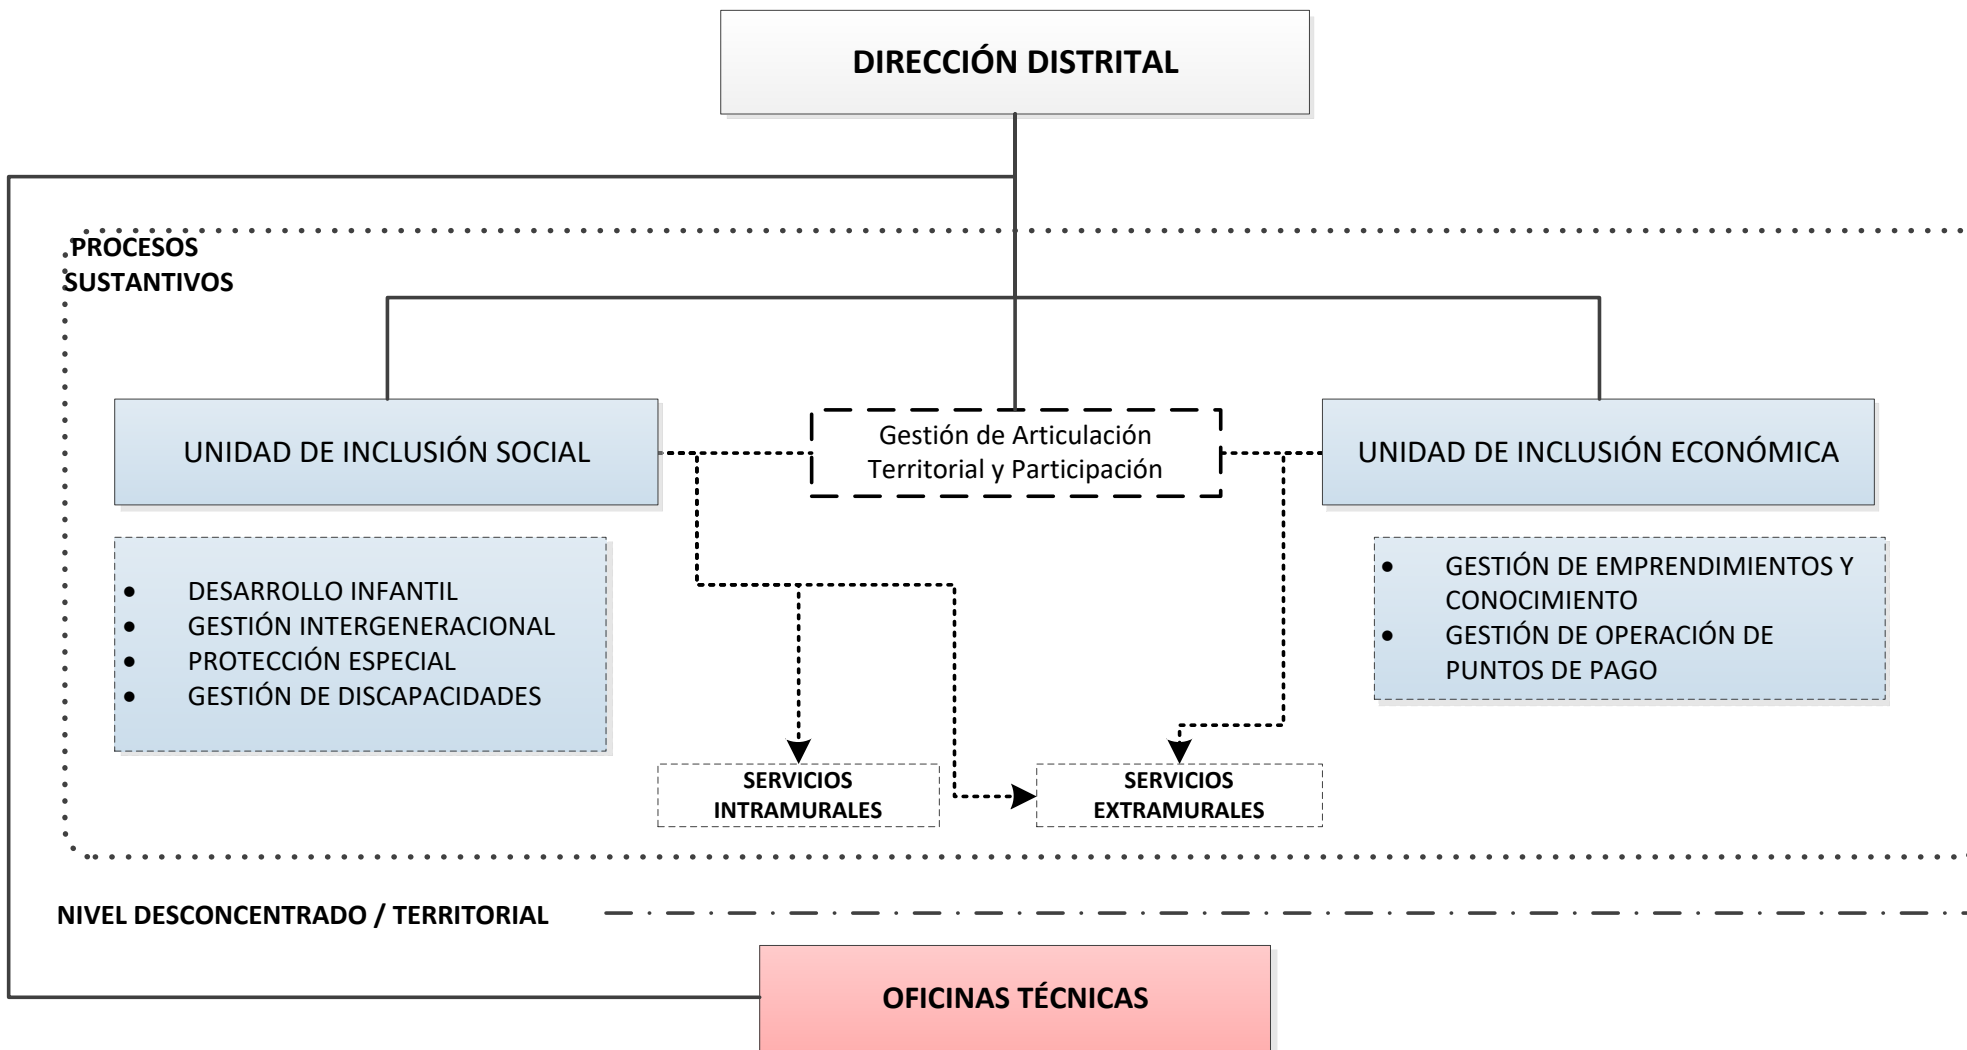 DIRECCIÓN DISTRITAL
PROCESOS
SUSTANTIVOS
UNIDAD DE INCLUSIÓN SOCIAL
Gestión de Articulación
Territorial y Participación
UNIDAD DE INCLUSIÓN ECONÓMICA
• DESARROLLO INFANTIL
• GESTIÓN INTERGENERACIONAL
• PROTECCIÓN ESPECIAL
• GESTIÓN DE DISCAPACIDADES
• GESTIÓN DE EMPRENDIMIENTOS Y
CONOCIMIENTO
• GESTIÓN DE OPERACIÓN DE
PUNTOS DE PAGO
SERVICIOS
INTRAMURALES
SERVICIOS
EXTRAMURALES
NIVEL DESCONCENTRADO / TERRITORIAL
OFICINAS TÉCNICAS